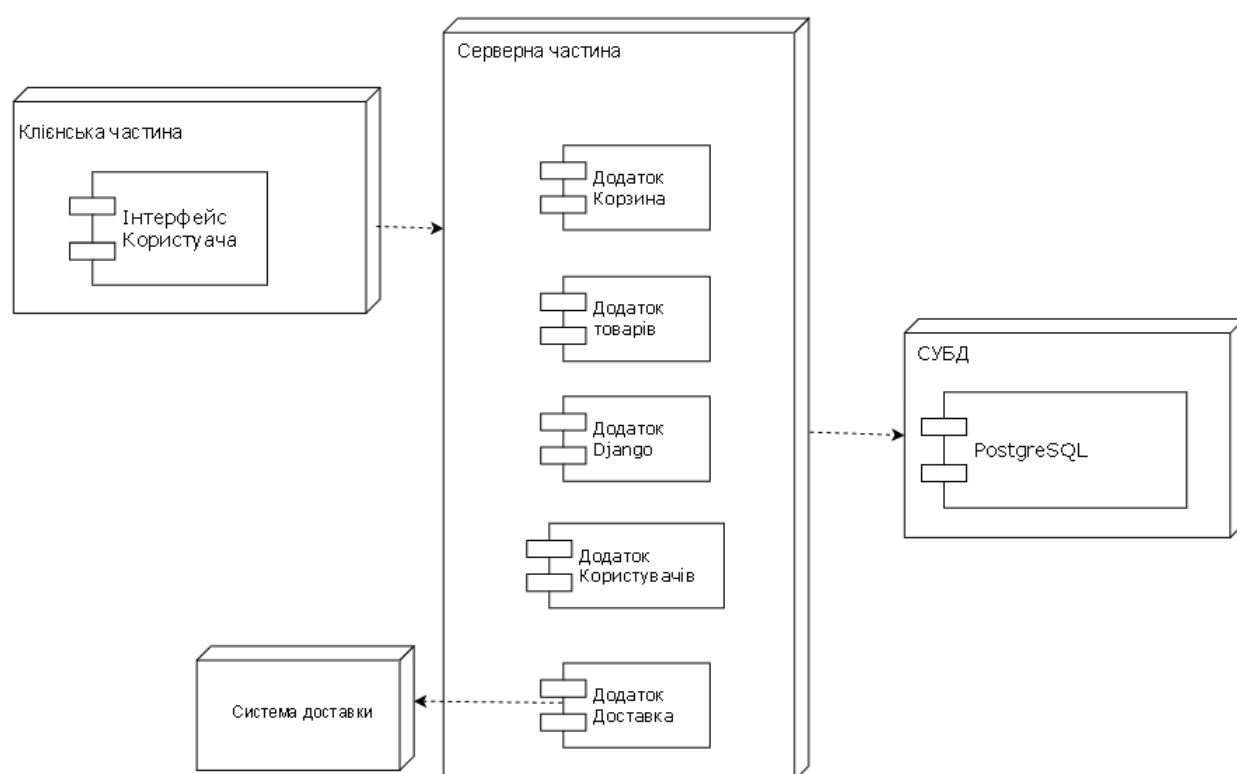 Серверна частина
Клієнська частина
Інтерфейс
Користуача
Додаток
Корзина
Додаток
товарів
Додаток
Django
Додаток
Користувачів
Додаток
Доставка
СУБД
PostgreSQL
Система доставки